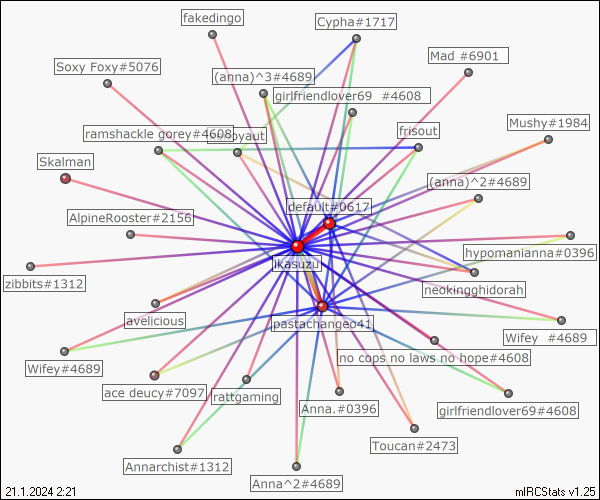 fakedingo
Cypha#1717
Mad #6901
Soxy Foxy#5076
(anna)^3#4689
girlfriendlover69 #4608
Mushy#1984
ramshackle gorey#4608
frisout
Skalman
(anna)^2#4689
default#0617
AlpineRooster#2156
hypomanianna#0396
jkasuzu
zibbits#1312
neokingghidorah
avelicious
pastachangeo41
Wifey #4689
no cops no laws no hope#4608
Wifey#4689
ace deucy#7097
rattgaming
Anna.#0396
girlfriendlover69#4608
Toucan#2473
Annarchist#1312
Anna^2#4689
21.1.2024 2:21
mIRCStats v1.25